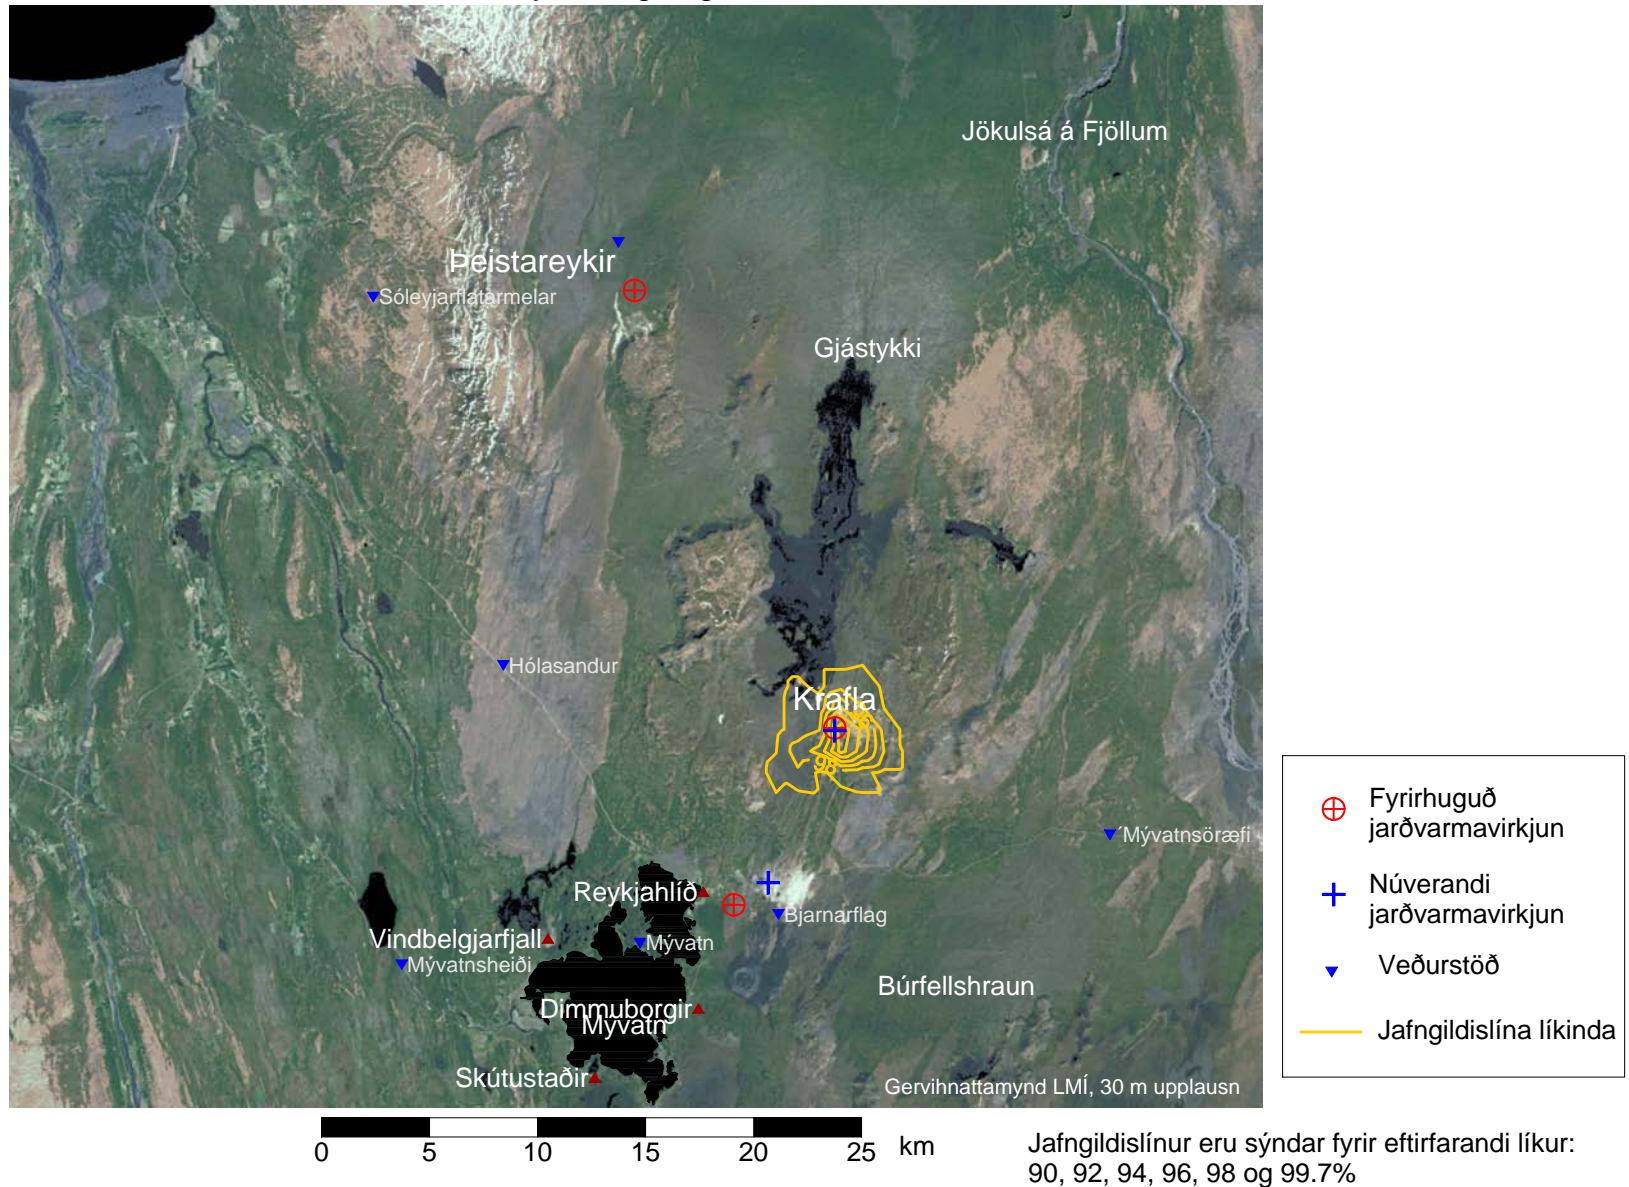 Jökulsá á Fjöllum
Þeistareykir
Sóleyjarflatarmelar
Gjástykki
Hólasandur
Krafla
98
Mývatnsöræfi
Reykjahlíð
Bjarnarflag
Vindbelgjarfjall
Mývatn
Mývatnsheiði
Búrfellshraun
Dimmuborgir
Mývatn
Skútustaðir
Gervihnattamynd LMÍ, 30 m upplausn
Fyrirhuguð
jarðvarmavirkjun
Núverandi
jarðvarmavirkjun
Veðurstöð
Jafngildislína líkinda
0 5 10 15 20 25 km
Jafngildislínur eru sýndar fyrir eftirfarandi líkur:
90, 92, 94, 96, 98 og 99.7%